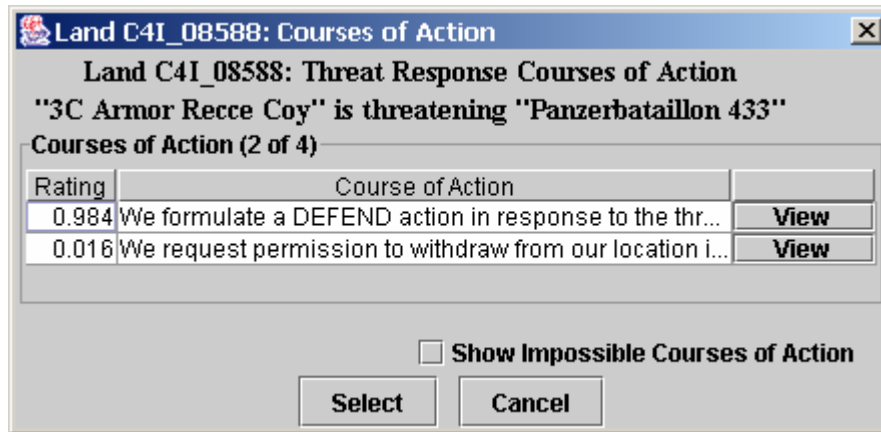 Land C4I_08588: Courses of Action
Land C4I_08588: Threat Response Courses of Action
"3C Armor Recce Coy" is threatening "Panzerbataillon 433"
Courses of Action (2 of 4)
Rating Course of Action
0.984 We formulate a DEFEND action in response to the thr... View
0.016 We request permission to withdraw from our location i... View
Show Impossible Courses of Action
Select Cancel